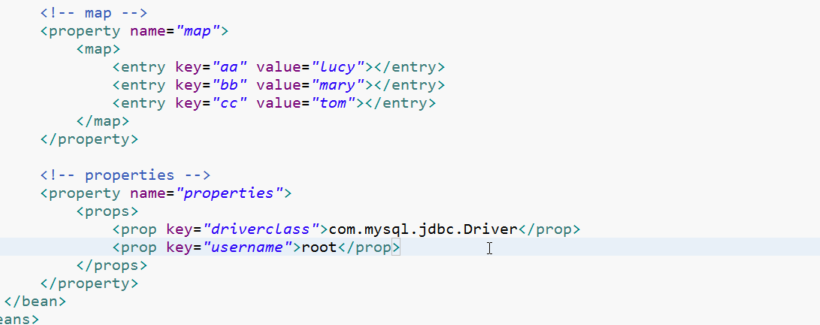 <!-- map -->
<property name="map">
<map>
<entry key="aa" value="lucy"></entry>
<entry key="bb" value="mary"></entry>
<entry key="cc" value="tom"></entry>
</map>
</property>
<!-- properties -->
<property name="properties">
<props>
<prop key="driverclass">com.mysql.jdbc.Driver</prop>
<prop key="username">root</prop>
</props>
</property>
</bean>
eans>